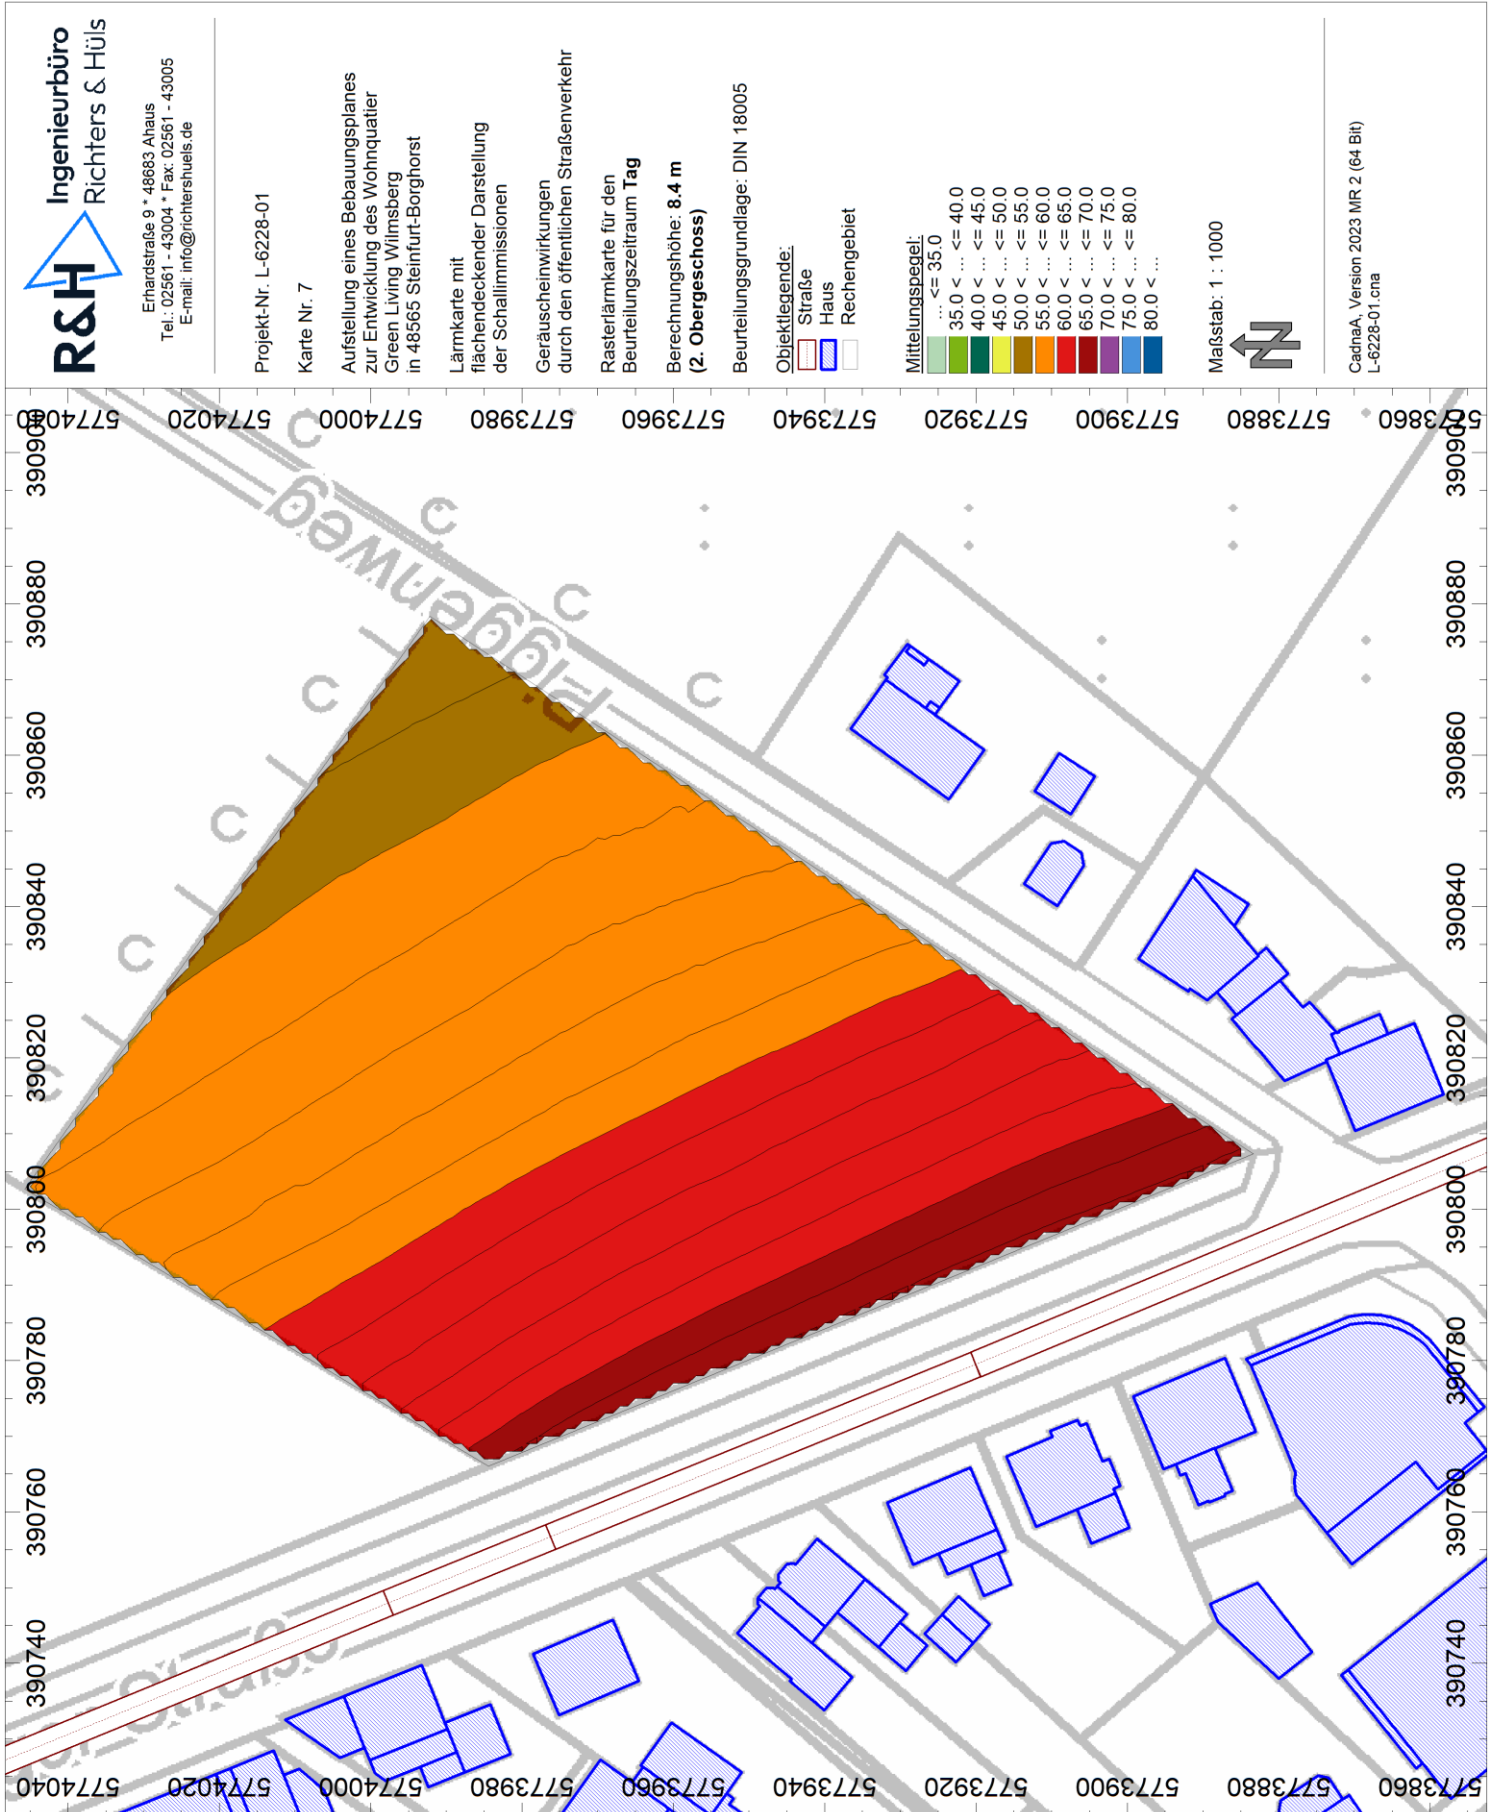 R&H
Ingenieurbüro
Richters & Hüls
Erhardstraße 9 * 48683 Ahaus
Tel.: 02561 - 43004 * Fax: 02561 - 43005
E-mail: info@richtershuels.de
Projekt-Nr. L-6228-01
Karte Nr. 7
Aufstellung eines Bebauungsplanes
zur Entwicklung des Wohnquatier
Green Living Wilmsberg
in 48565 Steinfurt-Borghorst
Lärmkarte mit
flächendeckender Darstellung
der Schallimmissionen
Geräuscheinwirkungen
durch den öffentlichen Straßenverkehr
Rasterlärmkarte für den
Beurteilungszeitraum Tag
Berechnungshöhe: 8.4 m
(2. Obergeschoss)
Beurteilungsgrundlage: DIN 18005
Objektlegende:
Straße
Haus
Rechengebiet
Mittelungspegel:
... <= 35.0
35.0 < ... <= 40.0
40.0 < ... <= 45.0
45.0 < ... <= 50.0
50.0 < ... <= 55.0
55.0 < ... <= 60.0
60.0 < ... <= 65.0
65.0 < ... <= 70.0
70.0 < ... <= 75.0
75.0 < ... <= 80.0
80.0 < ...
Maßstab: 1 : 1000
N
CadnaA, Version 2023 MR 2 (64 Bit)
L-6228-01.cna
390740 390760 390780 390800 390820 390840 390860 390880 390900
5774040 5774020 5774000 5773980 5773960 5773940 5773920 5773900 5773880 5773860
Piggenweg
Straße
390740 390760 390780 390800 390820 390840 390860 390880 390900
5774040 5774020 5774000 5773980 5773960 5773940 5773920 5773900 5773880 5773860